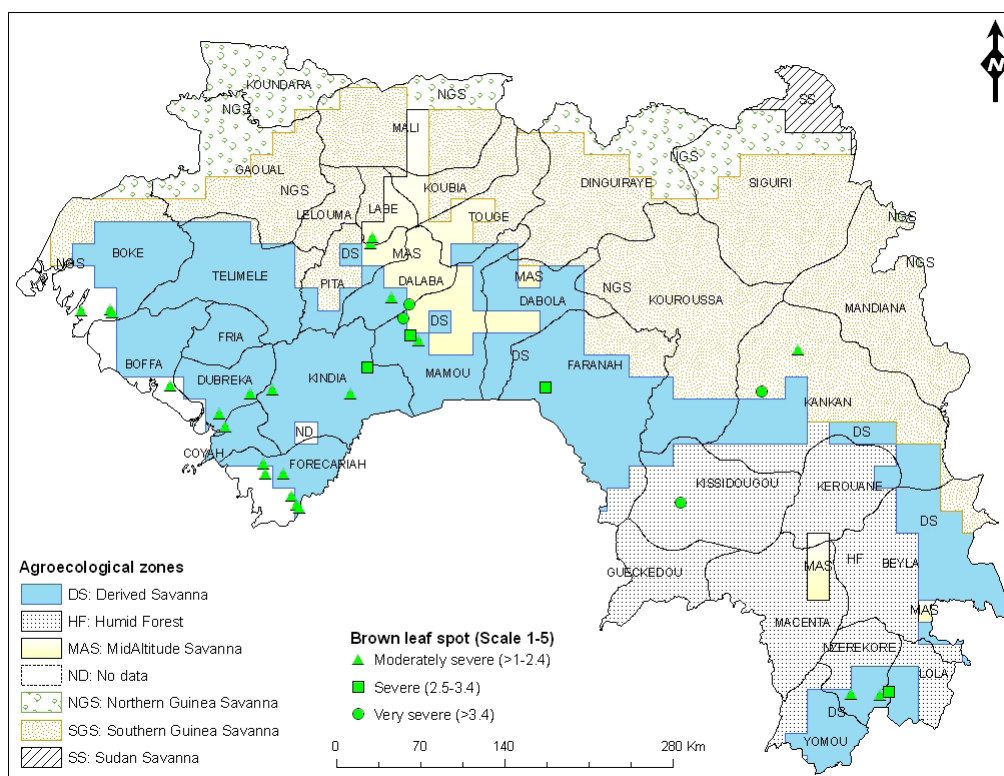 N
KOUNDARA
NGS
NGS
SS
MALI
NGS
GAOUAL
NGS
KOUBIA
DINGUIRAYE
SIGUIRI
LELOUMA
LABE
TOUGE
NGS
BOKE
MAS
DS
NGS
TELIMELE
PITA
DALABA
MAS
NGS
DABOLA
NGS
KOUROUSSA
MANDIANA
FRIA
DS
BOFFA
DUBREKA
KINDIA
MAMOU
DS
FARANAH
KANKAN
ND
DS
COYAH
FORECARIAH
KISSIDOUGOU
KEROUANE
DS
GUECKEDOU
MAS
HF
BEYLA
MACENTA
MAS
NZEREKORE
LOLA
DS
YOMOU
Agroecological zones
DS: Derived Savanna
HF: Humid Forest
MAS: MidAltitude Savanna
ND: No data
NGS: Northern Guinea Savanna
SGS: Southern Guinea Savanna
SS: Sudan Savanna
Brown leaf spot (Scale 1-5)
Moderately severe (>1-2.4)
Severe (2.5-3.4)
Very severe (>3.4)
0 70 140 280 Km